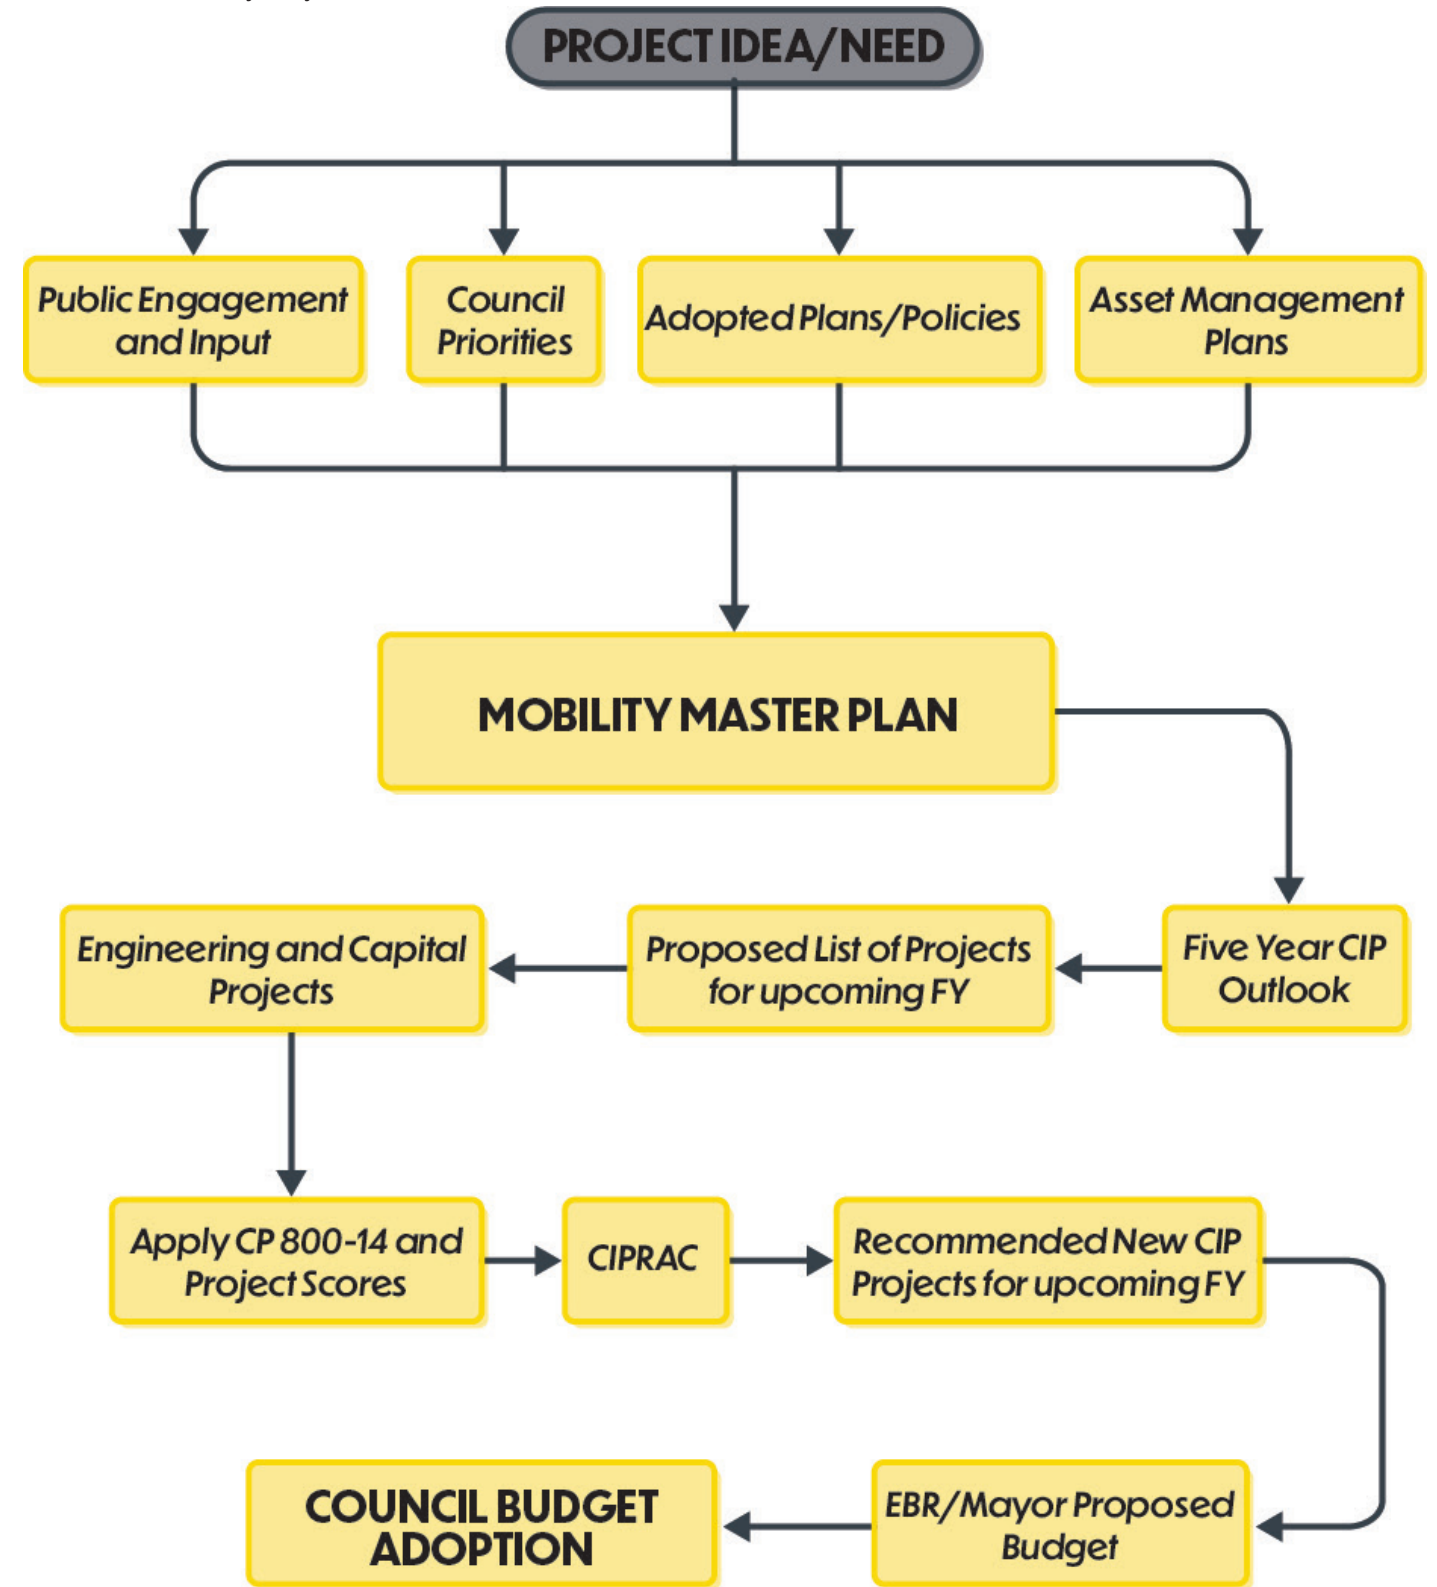 PROJECT IDEA/NEED
Public Engagement
and Input
Council
Priorities
Adopted Plans/Policies
Asset Management
Plans
MOBILITY MASTER PLAN
Engineering and Capital
Projects
Proposed List of Projects
for upcoming FY
Five Year CIP
Outlook
Apply CP 800-14 and
Project Scores
CIPRAC
Recommended New CIP
Projects for upcoming FY
COUNCIL BUDGET
ADOPTION
EBR/Mayor Proposed
Budget